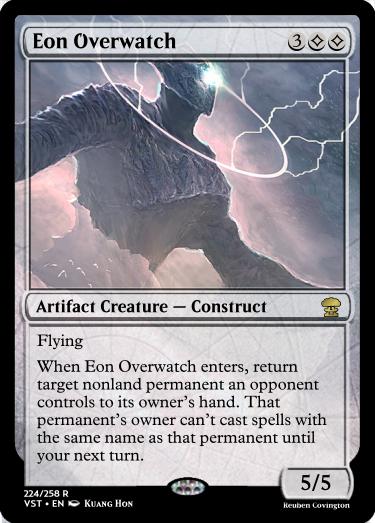 Eon Overwatch 3
Artifact Creature — Construct
Flying
When Eon Overwatch enters, return
target nonland permanent an opponent
controls to its owner's hand. That
permanent's owner can't cast spells with
the same name as that permanent until
your next turn.
5/5
224/258 R
VST • EN Kuang Hon
Reuben Covington